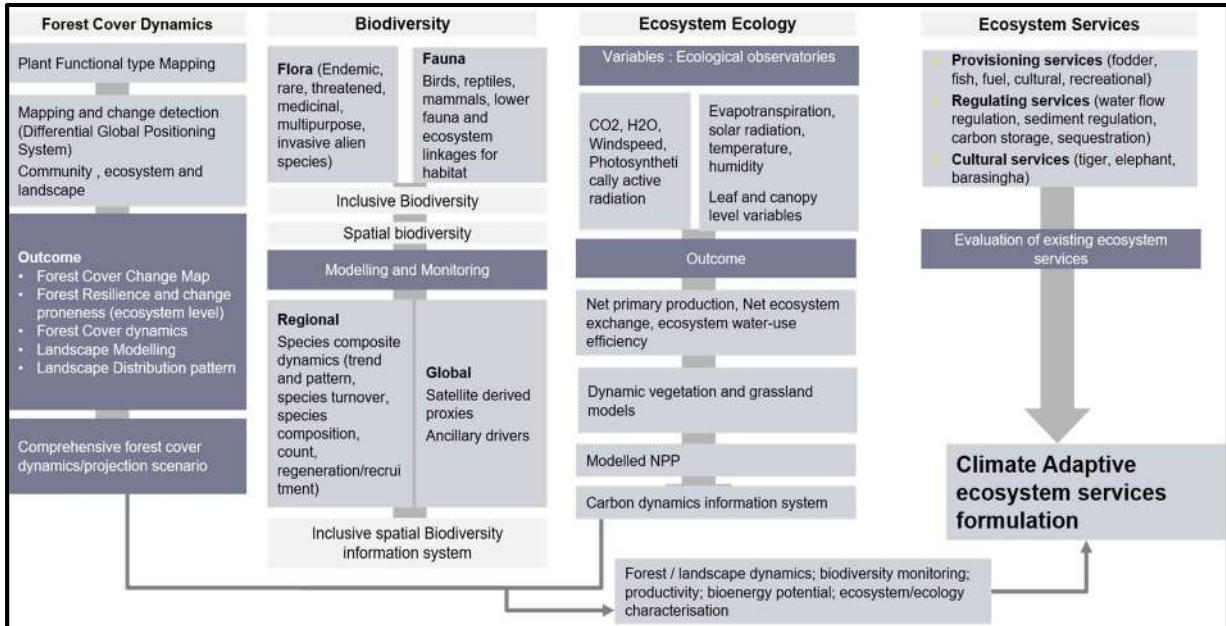 Forest Cover Dynamics
Plant Functional type Mapping
Mapping and change detection
(Differential Global Positioning
System)
Community , ecosystem and
landscape
Outcome
• Forest Cover Change Map
• Forest Resilience and change
proneness (ecosystem level)
• Forest Cover dynamics
• Landscape Modelling
• Landscape Distribution pattern
Comprehensive forest cover
dynamics/projection scenario
Biodiversity
Flora (Endemic,
rare, threatened,
medicinal,
multipurpose,
invasive alien
species)
Fauna
Birds, reptiles,
mammals, lower
fauna and
ecosystem
linkages for
habitat
Inclusive Biodiversity
Spatial biodiversity
Modelling and Monitoring
Regional
Species composite
dynamics (trend
and pattern,
species turnover,
species
composition,
count,
regeneration/recrui
tment)
Global
Satellite derived
proxies
Ancillary drivers
Inclusive spatial Biodiversity
information system
Ecosystem Ecology
Variables : Ecological observatories
CO2, H2O,
Windspeed,
Photosyntheti
cally active
radiation
Evapotranspiration,
solar radiation,
temperature,
humidity
Leaf and canopy
level variables
Outcome
Net primary production, Net ecosystem
exchange, ecosystem water-use
efficiency
Dynamic vegetation and grassland
models
Modelled NPP
Carbon dynamics information system
Ecosystem Services
• Provisioning services (fodder,
fish, fuel, cultural, recreational)
• Regulating services (water flow
regulation, sediment regulation,
carbon storage, sequestration)
• Cultural services (tiger, elephant,
barasingha)
Evaluation of existing ecosystem
services
Climate Adaptive
ecosystem services
formulation
Forest / landscape dynamics; biodiversity monitoring;
productivity; bioenergy potential; ecosystem/ecology
characterisation